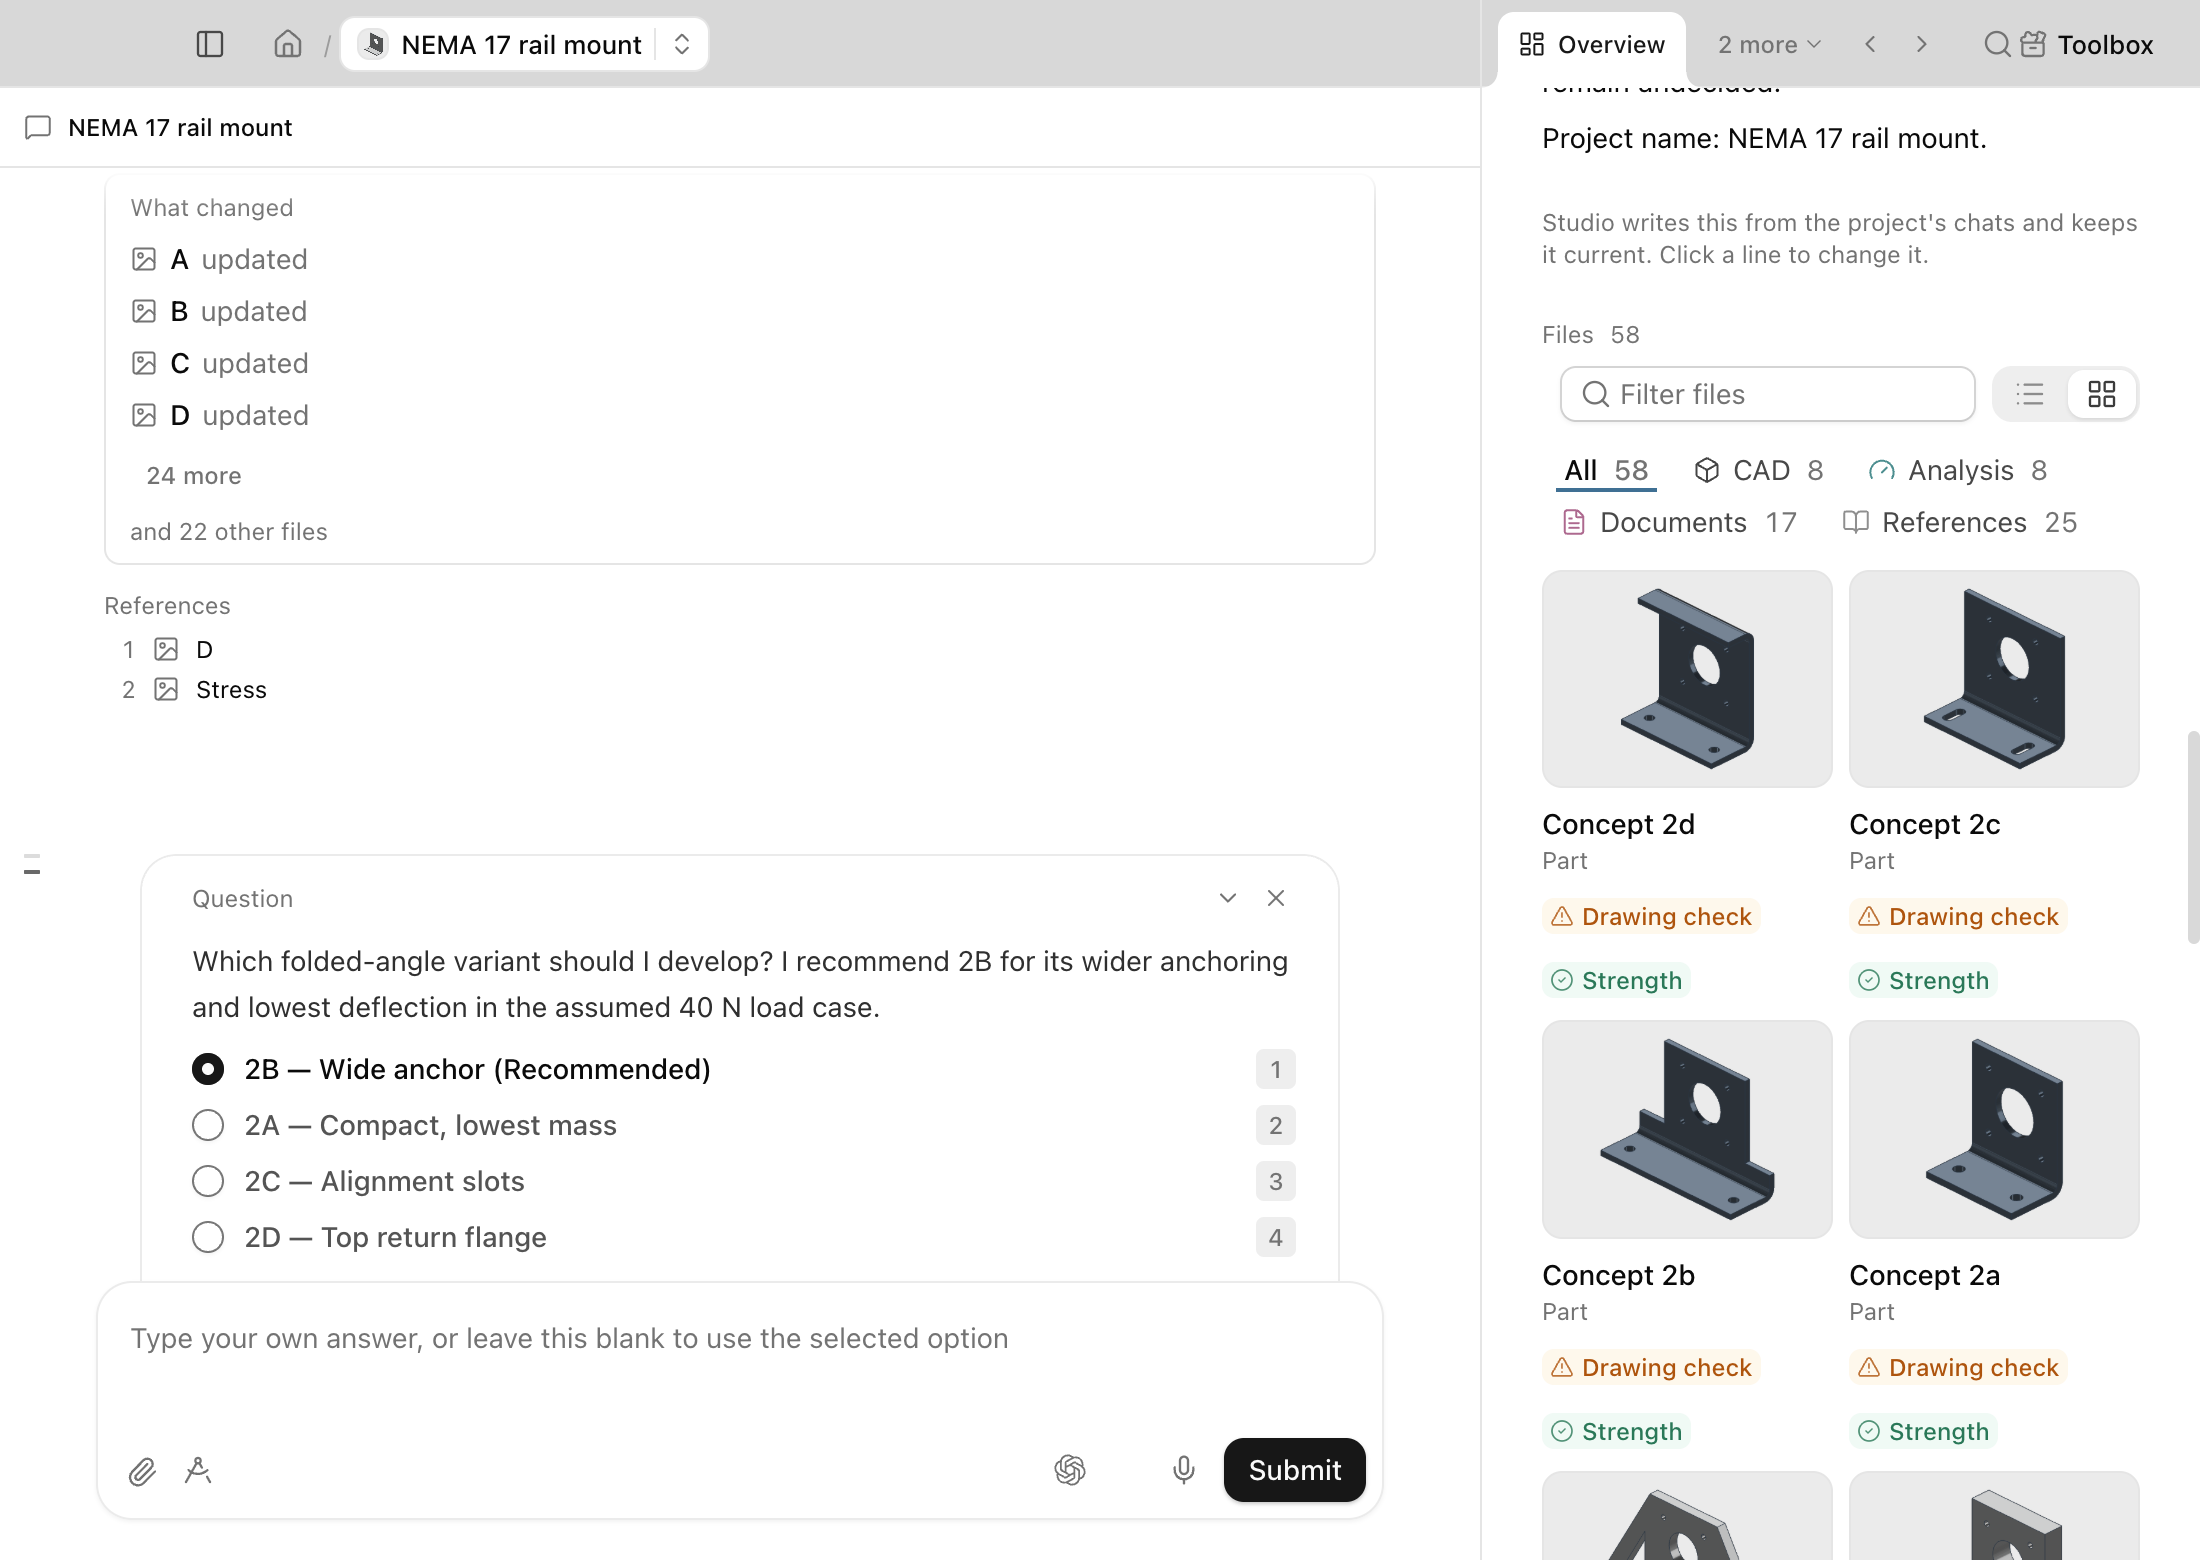 NEMA 17 rail mount
Overview
2 more
Toolbox
NEMA 17 rail mount
What changed
A updated
B updated
C updated
D updated
24 more
and 22 other files
References
1 D
2 Stress
Question
Which folded-angle variant should I develop? I recommend 2B for its wider anchoring
and lowest deflection in the assumed 40 N load case.
2B — Wide anchor (Recommended) 1
2A — Compact, lowest mass 2
2C — Alignment slots 3
2D — Top return flange 4
Type your own answer, or leave this blank to use the selected option
Submit
remain undecided.
Project name: NEMA 17 rail mount.
Studio writes this from the project's chats and keeps
it current. Click a line to change it.
Files 58
Filter files
All 58 CAD 8 Analysis 8
Documents 17 References 25
Concept 2d
Part
Drawing check
Strength
Concept 2c
Part
Drawing check
Strength
Concept 2b
Part
Drawing check
Strength
Concept 2a
Part
Drawing check
Strength